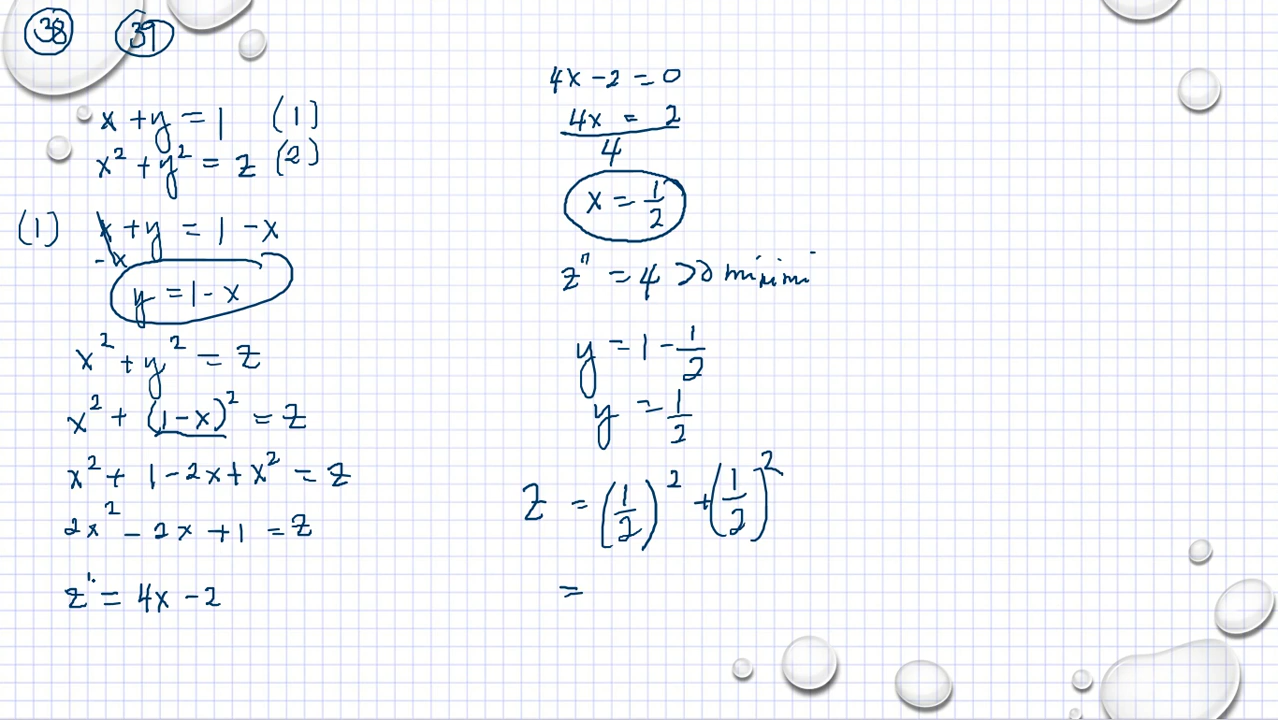 38 39
x + y = 1 (1)
x² + y² = z (2)
(1) x + y = 1 - x
- x
y = 1 - x
x² + y² = z
x² + (1 - x)² = z
x² + 1 - 2x + x² = z
2x² - 2x + 1 = z
z' = 4x - 2
4x - 2 = 0
4x = 2
4
x = 1/2
z" = 4 > 0 minimi
y = 1 - 1/2
y = 1/2
z = (1/2)² + (1/2)²
=